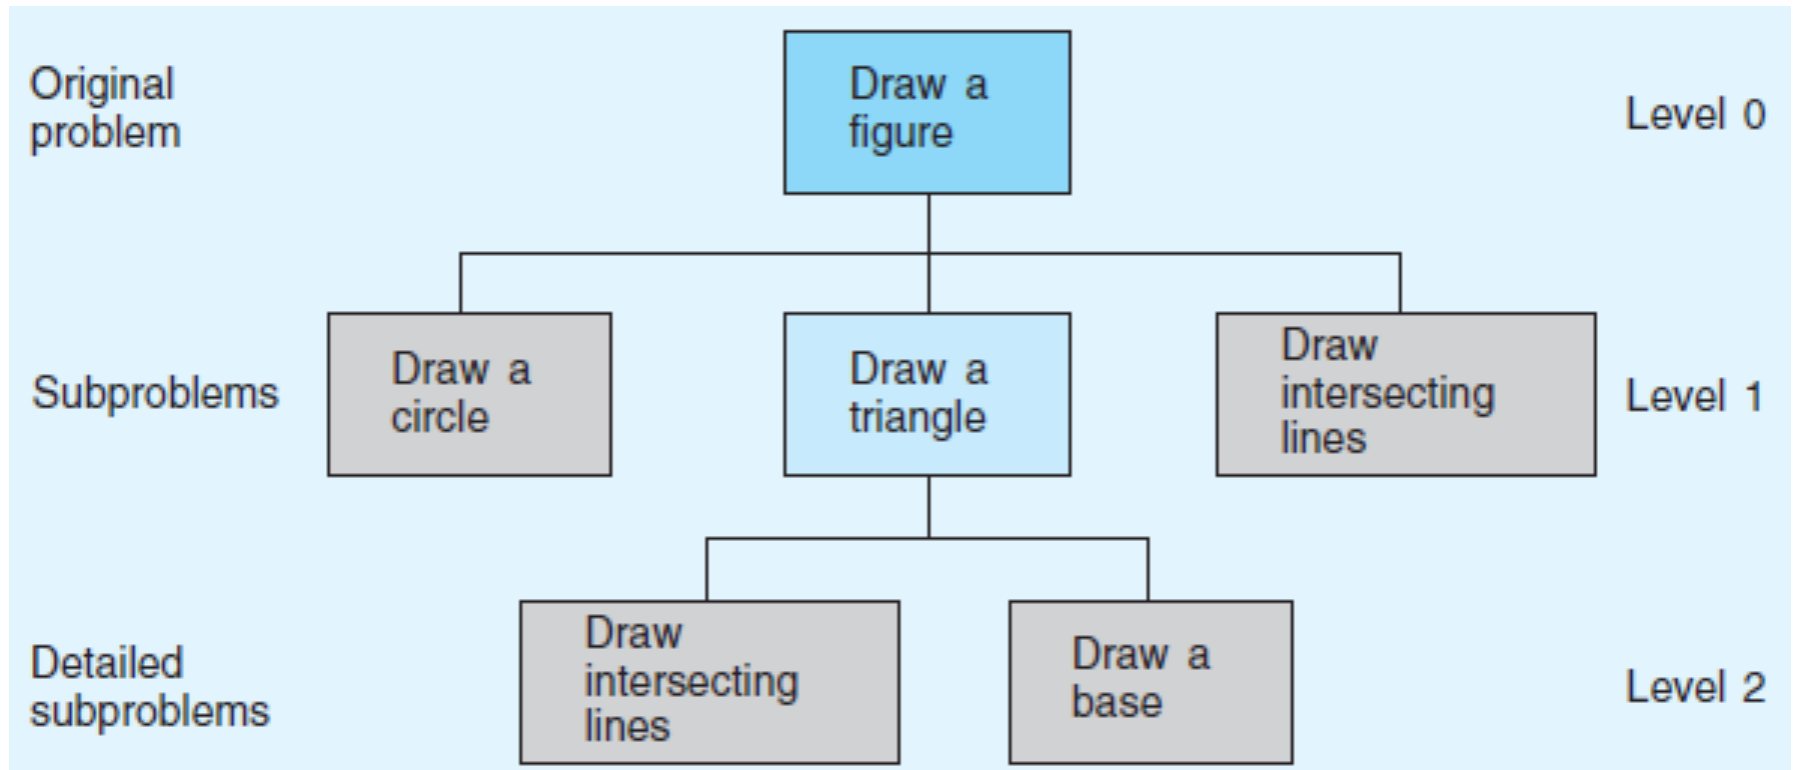 Original
problem
Draw a
figure
Level 0
Subproblems
Draw a
circle
Draw a
triangle
Draw
intersecting
lines
Level 1
Detailed
subproblems
Draw
intersecting
lines
Draw a
base
Level 2